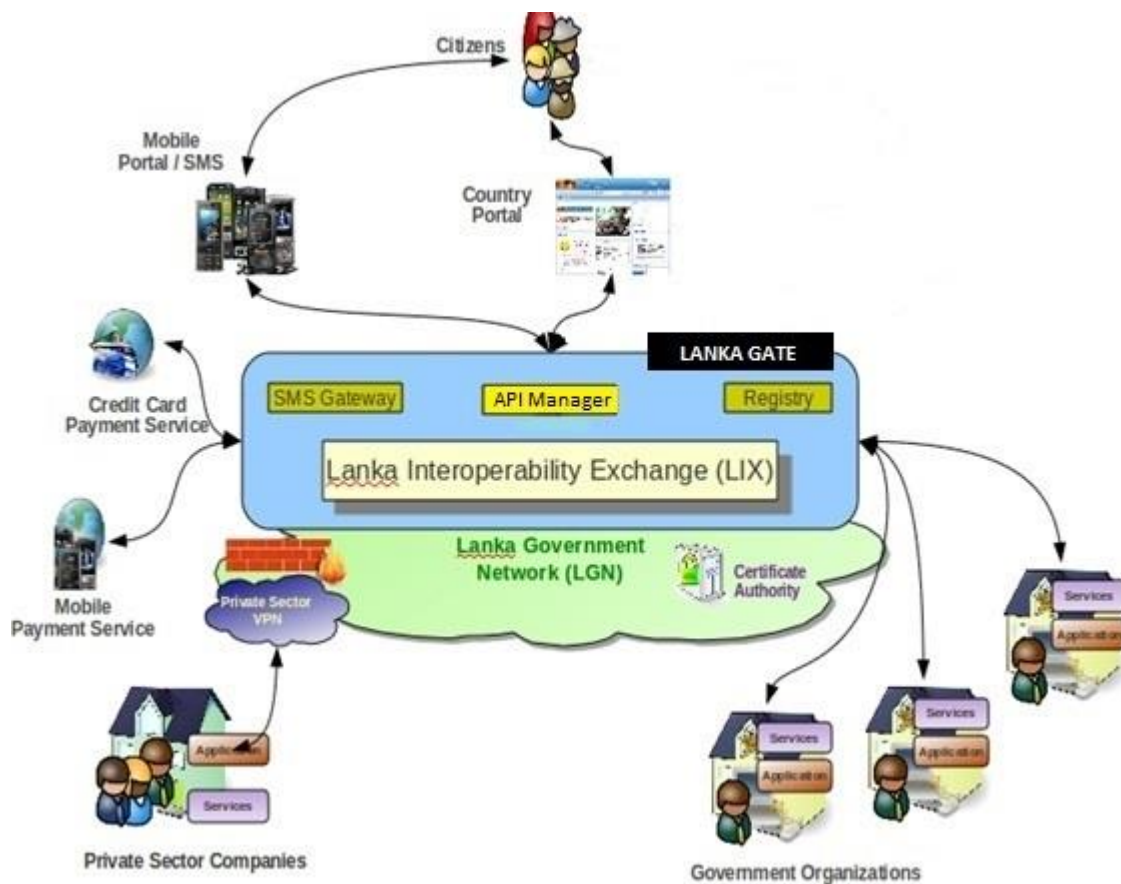 Citizens
Mobile
Portal / SMS
Country
Portal
LANKA GATE
SMS Gateway
API Manager
Registry
Credit Card
Payment Service
Lanka Interoperability Exchange (LIX)
Lanka Government
Network (LGN)
Certificate
Authority
Private Sector
VPN
Mobile
Payment Service
Services
Application
Services
Application
Services
Application
Application
Services
Private Sector Companies
Government Organizations